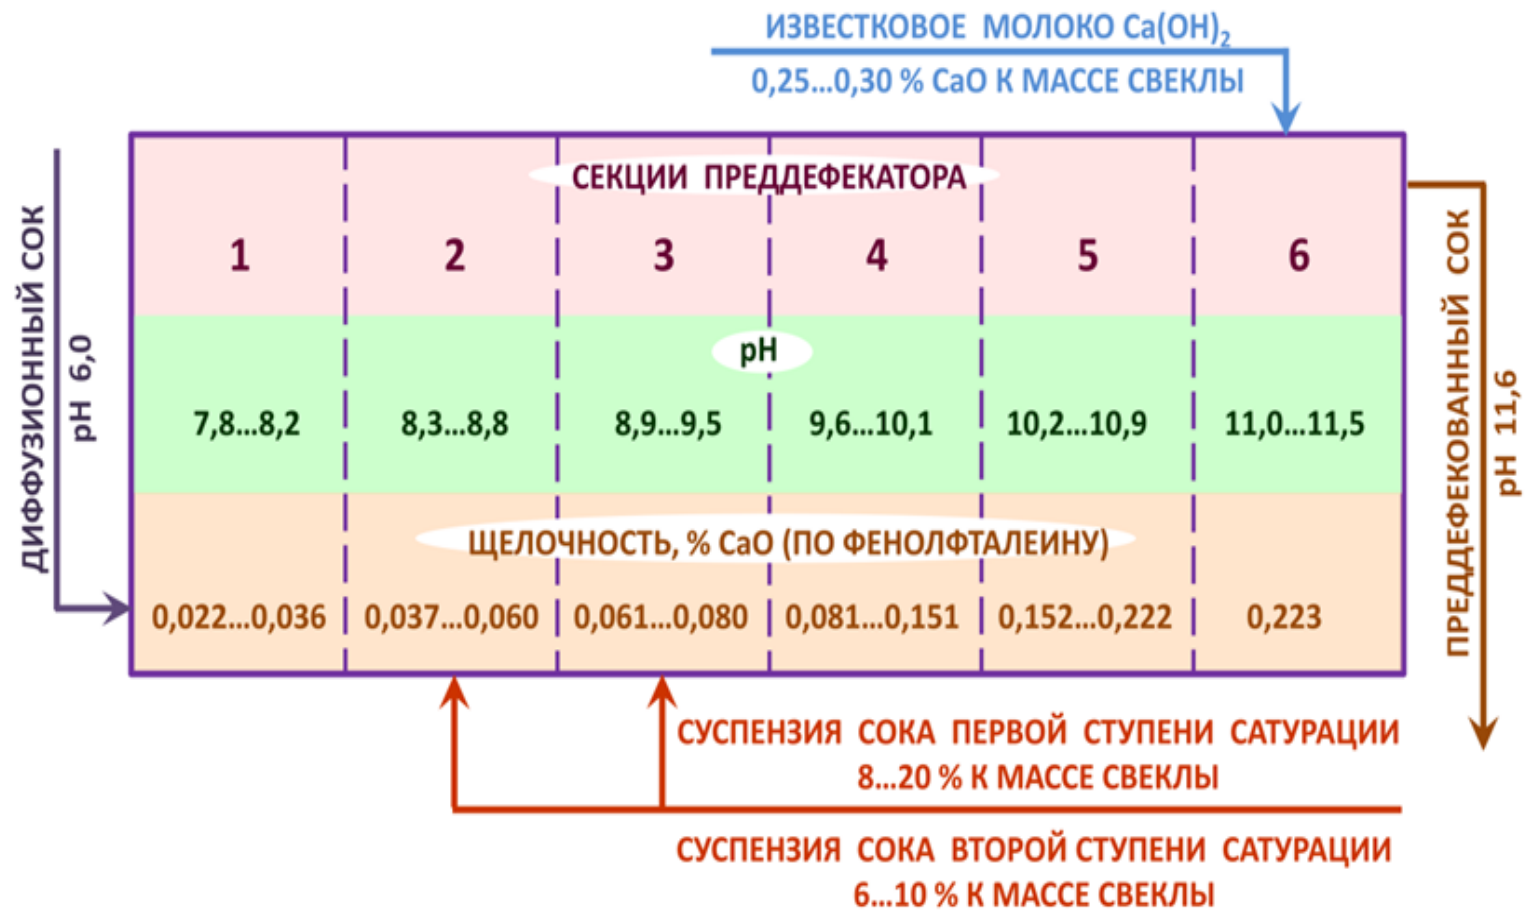 ИЗВЕСТКОВОЕ МОЛОКО Ca(OH)₂
0,25...0,30 % CaO К МАССЕ СВЕКЛЫ
СЕКЦИИ ПРЕДДЕФЕКАТОРА
1 2 3 4 5 6
pH
7,8...8,2 8,3...8,8 8,9...9,5 9,6...10,1 10,2...10,9 11,0...11,5
ЩЕЛОЧНОСТЬ, % CaO (ПО ФЕНОЛФТАЛЕИНУ)
0,022...0,036 0,037...0,060 0,061...0,080 0,081...0,151 0,152...0,222 0,223
ДИФФУЗИОННЫЙ СОК
pH 6,0
ПРЕДДЕФЕКОВАННЫЙ СОК
pH 11,6
СУСПЕНЗИЯ СОКА ПЕРВОЙ СТУПЕНИ САТУРАЦИИ
8...20 % К МАССЕ СВЕКЛЫ
СУСПЕНЗИЯ СОКА ВТОРОЙ СТУПЕНИ САТУРАЦИИ
6...10 % К МАССЕ СВЕКЛЫ